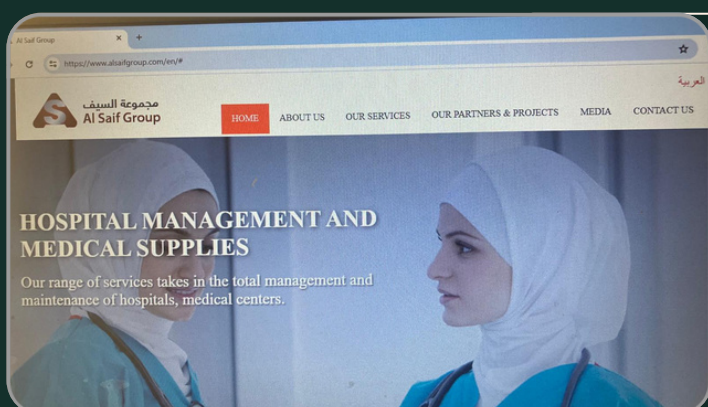 Al Saif Group
https://www.alsaifgroup.com/en/#
العربية
مجموعة السيف
Al Saif Group
HOME ABOUT US OUR SERVICES OUR PARTNERS & PROJECTS MEDIA CONTACT US
HOSPITAL MANAGEMENT AND
MEDICAL SUPPLIES
Our range of services takes in the total management and
maintenance of hospitals, medical centers.